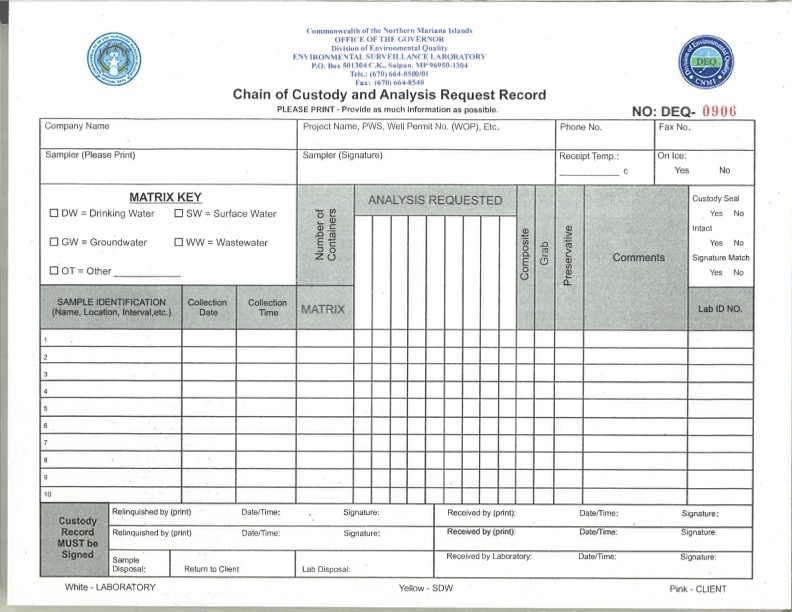 Commonwealth of the Northern Mariana Islands
OFFICE OF THE GOVERNOR
Division of Environmental Quality
ENVIRONMENTAL SURVEILLANCE LABORATORY
P.O. Box 501304 C.K., Saipan, MP 96950-1304
Tels.: (670) 664-8500/01
Fax: (670) 664-8540
Division of Environmental Quality
DEQ
CNMI
Chain of Custody and Analysis Request Record
PLEASE PRINT - Provide as much information as possible.
NO: DEQ- 0906
Company Name
Project Name, PWS, Well Permit No. (WOP), Etc.
Phone No.
Fax No.
Sampler (Please Print)
Sampler (Signature)
Receipt Temp.:
c
On Ice:
Yes No
MATRIX KEY
DW = Drinking Water SW = Surface Water
GW = Groundwater WW = Wastewater
OT = Other
Number of
Containers
ANALYSIS REQUESTED
Composite
Grab
Preservative
Comments
Custody Seal
Yes No
Intact
Yes No
Signature Match
Yes No
SAMPLE IDENTIFICATION
(Name, Location, Interval,etc.)
Collection
Date
Collection
Time
MATRIX
Lab ID NO.
1
2
3
4
5
6
7
8
9
10
Custody
Record
MUST be
Signed
Relinquished by (print) Date/Time: Signature: Received by (print): Date/Time: Signature:
Relinquished by (print) Date/Time: Signature: Received by (print): Date/Time: Signature:
Sample
Disposal:
Return to Client
Lab Disposal:
Received by Laboratory: Date/Time: Signature:
White - LABORATORY Yellow - SDW Pink - CLIENT